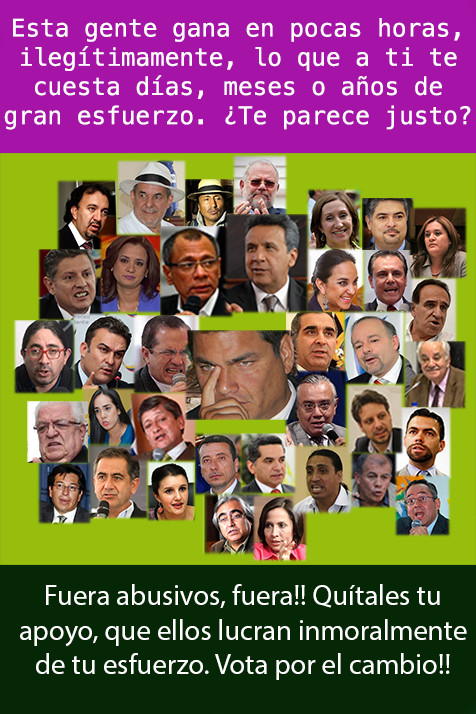 Esta gente gana en pocas horas,
ilegítimamente, lo que a ti te
cuesta días, meses o años de
gran esfuerzo. ¿Te parece justo?
Fuera abusivos, fuera!! Quítales tu
apoyo, que ellos lucran inmoralmente
de tu esfuerzo. Vota por el cambio!!